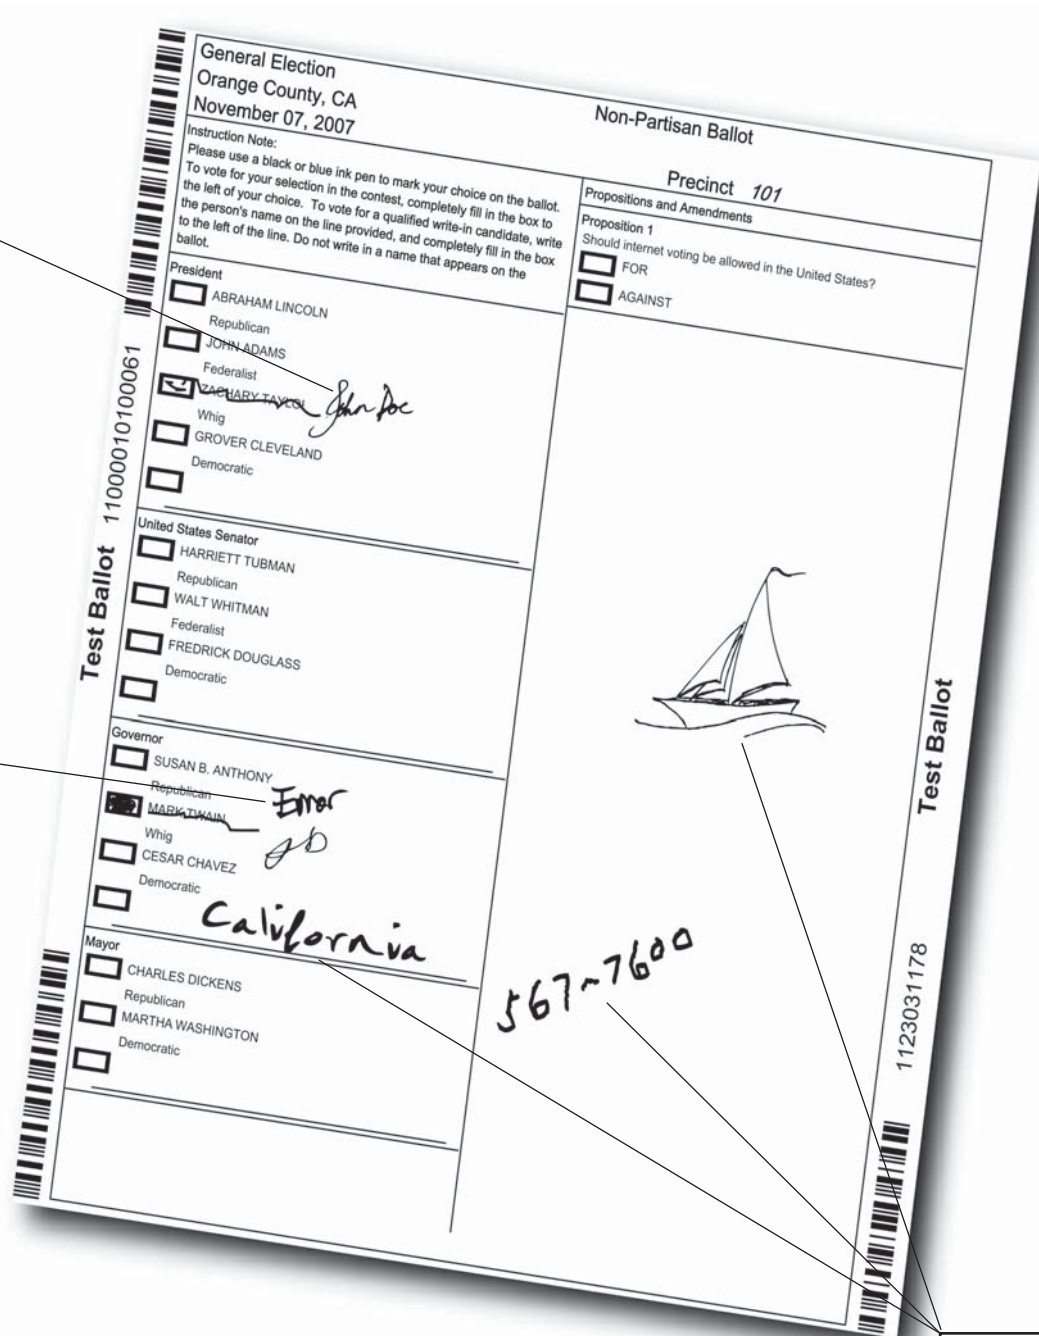 General Election
Orange County, CA
November 07, 2007
Non-Partisan Ballot
Precinct 101
Instruction Note:
Please use a black or blue ink pen to mark your choice on the ballot.
To vote for your selection in the contest, completely fill in the box to
the left of your choice. To vote for a qualified write-in candidate, write
the person's name on the line provided, and completely fill in the box
to the left of the line. Do not write in a name that appears on the
ballot.
President
ABRAHAM LINCOLN
Republican
JOHN ADAMS
Federalist
ZACHARY TAYLOR John Doe
Whig
GROVER CLEVELAND
Democratic
United States Senator
HARRIETT TUBMAN
Republican
WALT WHITMAN
Federalist
FREDRICK DOUGLASS
Democratic
Governor
SUSAN B. ANTHONY
Republican Error
MARK TWAIN
JD
Whig
CESAR CHAVEZ
Democratic
California
Mayor
CHARLES DICKENS
Republican
MARTHA WASHINGTON
Democratic
Propositions and Amendments
Proposition 1
Should internet voting be allowed in the United States?
FOR
AGAINST
567-7600
Test Ballot 11000010100061
Test Ballot
1123031178